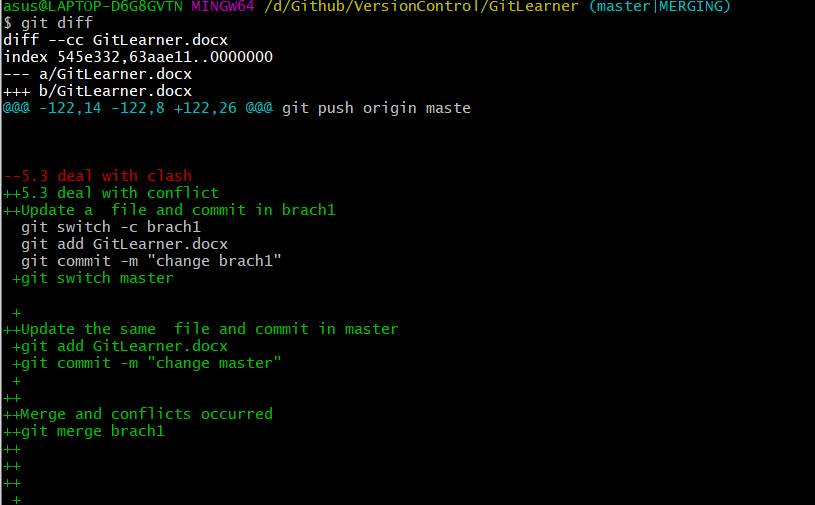 asus@LAPTOP-D6G8GVTN MINGW64 /d/Github/VersionControl/GitLearner (master|MERGING)
$ git diff
diff --cc GitLearner.docx
index 545e332,63aae11..0000000
--- a/GitLearner.docx
+++ b/GitLearner.docx
@@@ -122,14 -122,8 +122,26 @@@ git push origin maste
--5.3 deal with clash
++5.3 deal with conflict
++Update a  file and commit in brach1
  git switch -c brach1
  git add GitLearner.docx
  git commit -m "change brach1"
 +git switch master
 +
++Update the same  file and commit in master
 +git add GitLearner.docx
 +git commit -m "change master"
 +
++
++Merge and conflicts occurred
++git merge brach1
++
++
++
 +